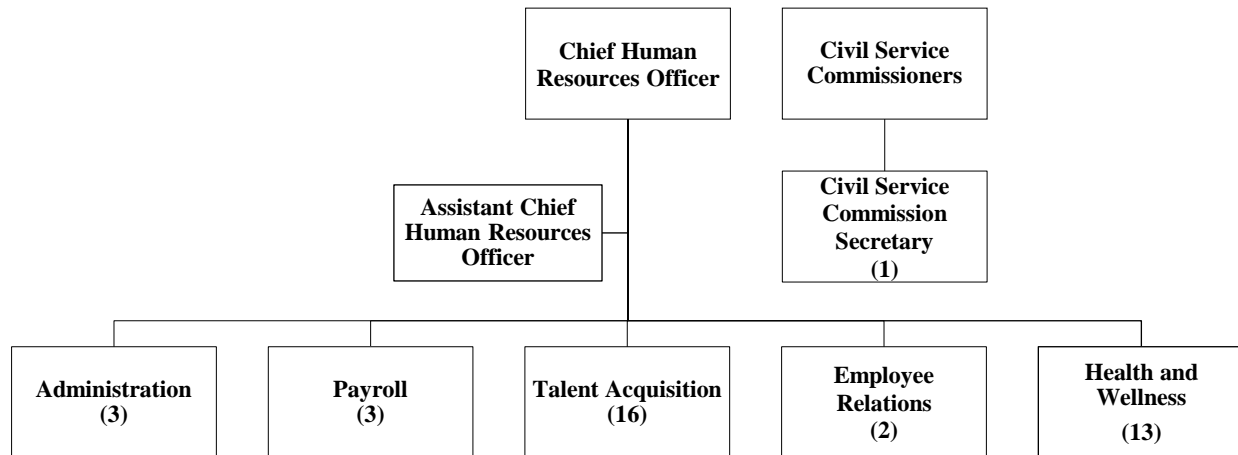 Chief Human
Resources Officer
Civil Service
Commissioners
Assistant Chief
Human Resources
Officer
Civil Service
Commission
Secretary
(1)
Administration
(3)
Payroll
(3)
Talent Acquisition
(16)
Employee
Relations
(2)
Health and
Wellness
(13)